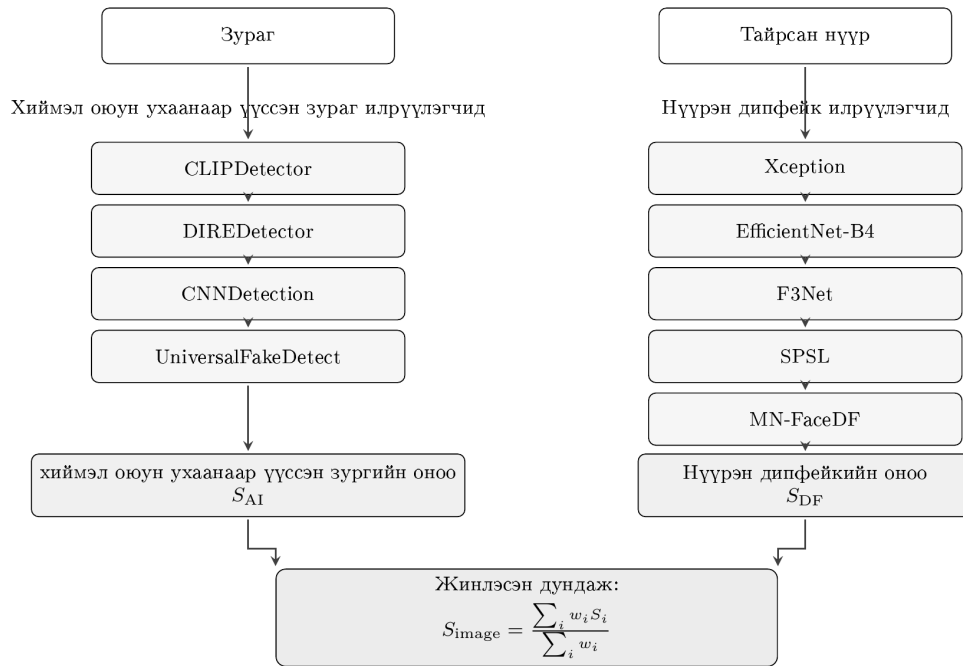 Зураг
Хиймэл оюун ухаанаар үүссэн зураг илрүүлэгчид
CLIPDetector
DIREDetector
CNNDetection
UniversalFakeDetect
хиймэл оюун ухаанаар үүссэн зургийн оноо
S_AI
Тайрсан нүүр
Нүүрэн дипфейк илрүүлэгчид
Xception
EfficientNet-B4
F3Net
SPSL
MN-FaceDF
Нүүрэн дипфейкийн оноо
S_DF
Жинлэсэн дундаж:
S_image = ∑_i w_i S_i / ∑_i w_i